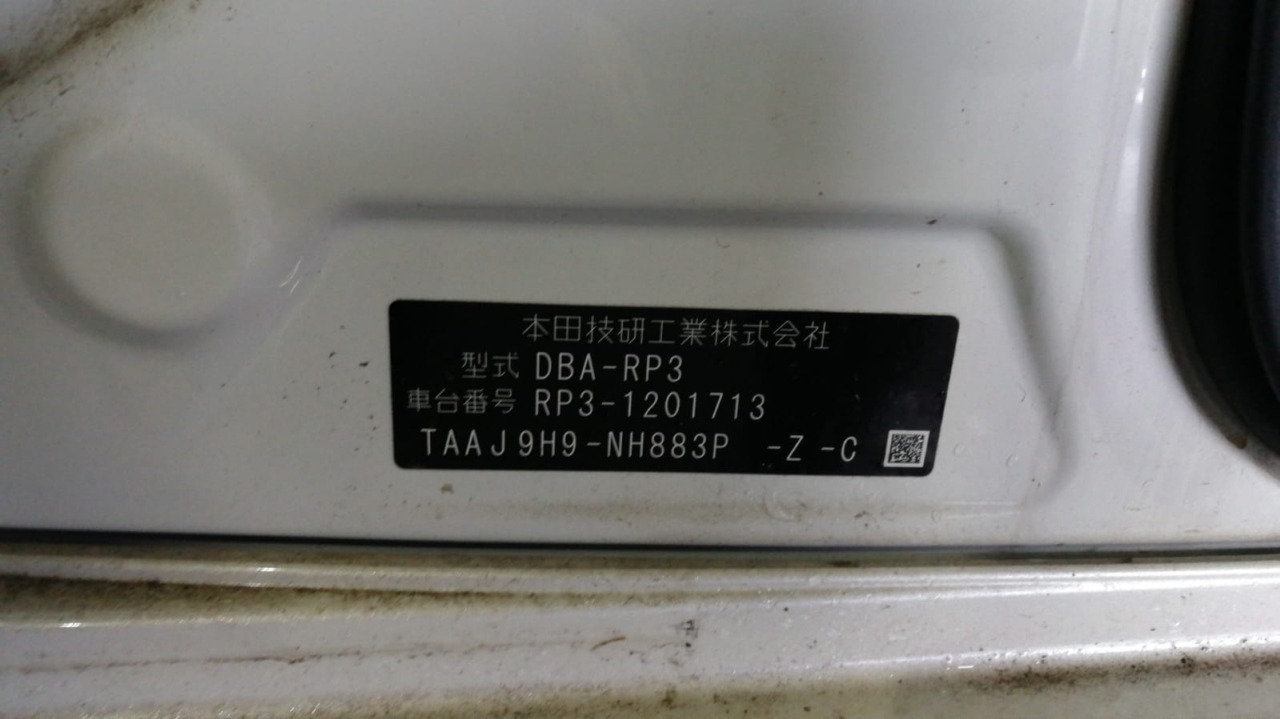 本田技研工業株式会社
型式 DBA-RP3
車台番号 RP3-1201713
TAAJ9H9-NH883P -Z-C